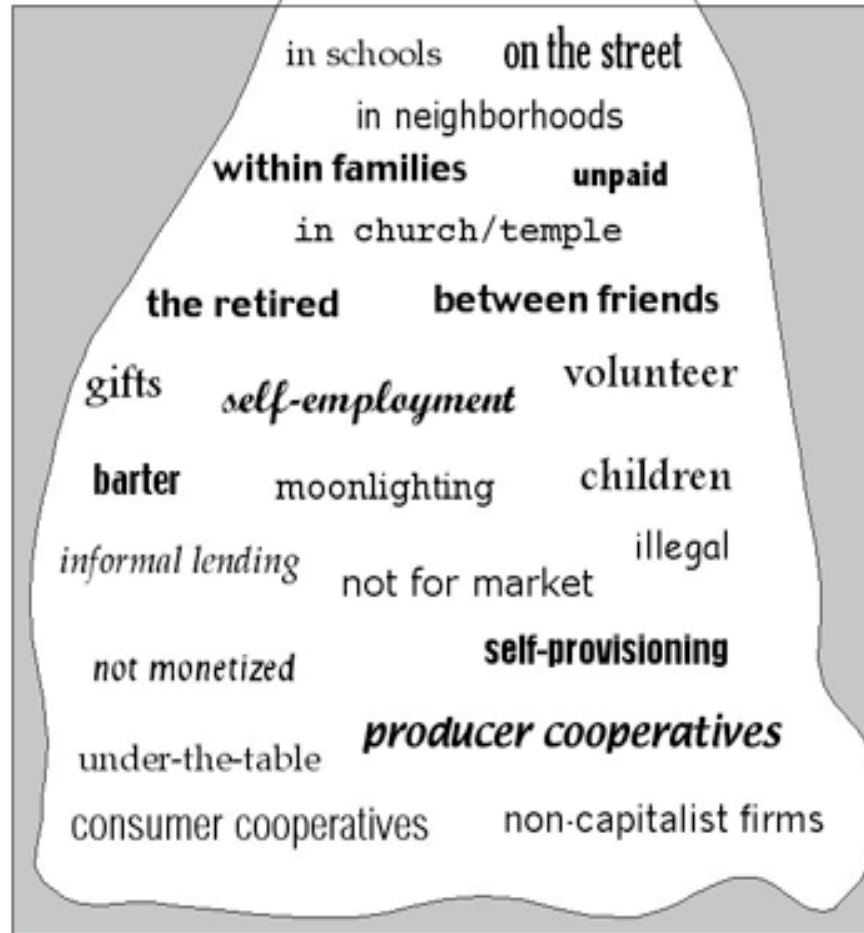 in schools on the street
in neighborhoods
within families unpaid
in church/temple
the retired between friends
gifts self-employment volunteer
barter moonlighting children
informal lending not for market illegal
not monetized self-provisioning
under-the-table producer cooperatives
consumer cooperatives non-capitalist firms